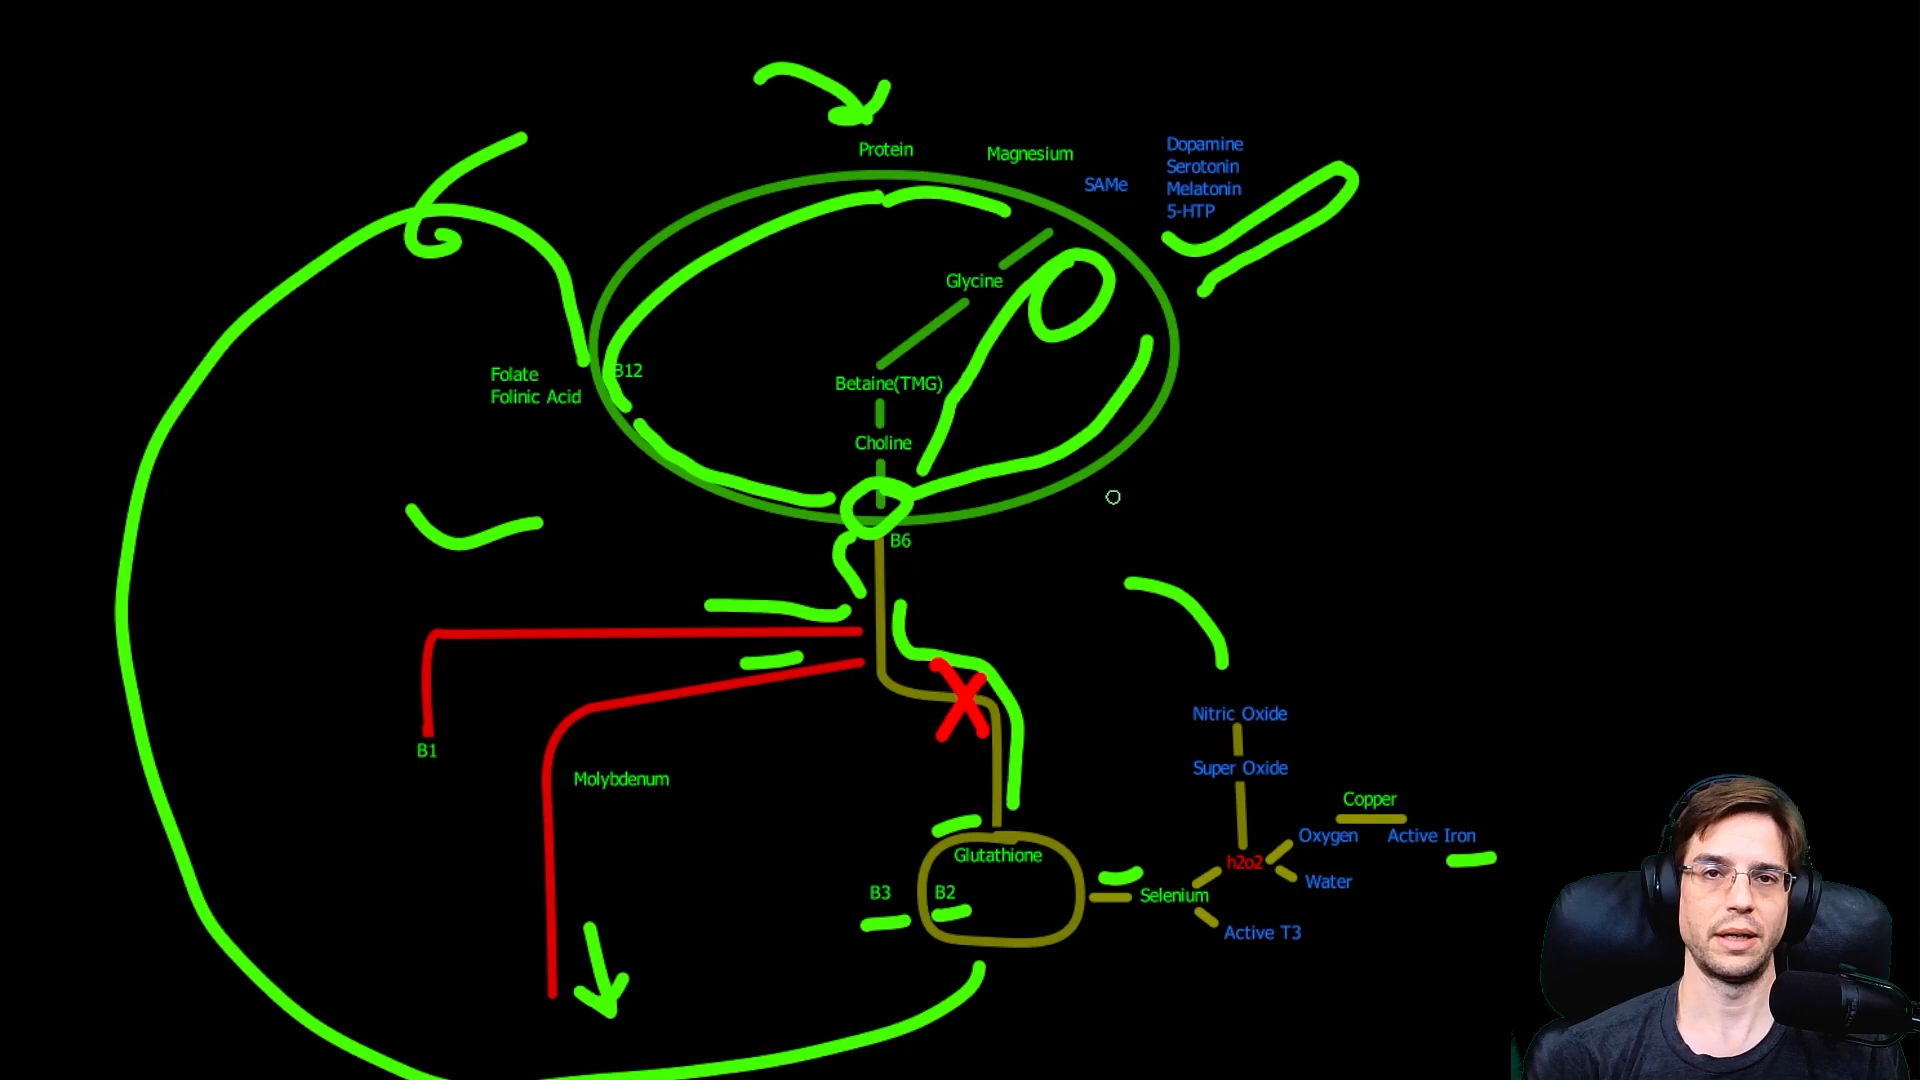 Protein
Magnesium
SAMe
Dopamine
Serotonin
Melatonin
5-HTP
Glycine
Folate
Folinic Acid
B12
Betaine(TMG)
Choline
B6
B1
Molybdenum
Nitric Oxide
Super Oxide
Copper
Oxygen
Active Iron
Glutathione
h2o2
Water
B3
B2
Selenium
Active T3